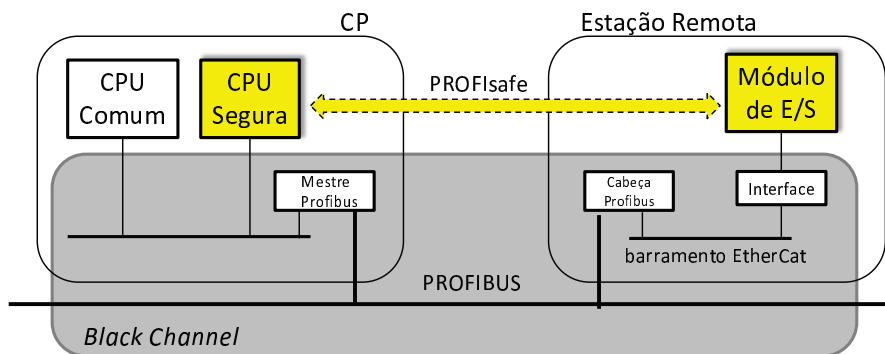 CP
Estação Remota
CPU
Comum
CPU
Segura
PROFIsafe
Módulo
de E/S
Mestre
Profibus
Cabeça
Profibus
Interface
barramento EtherCat
PROFIBUS
Black Channel